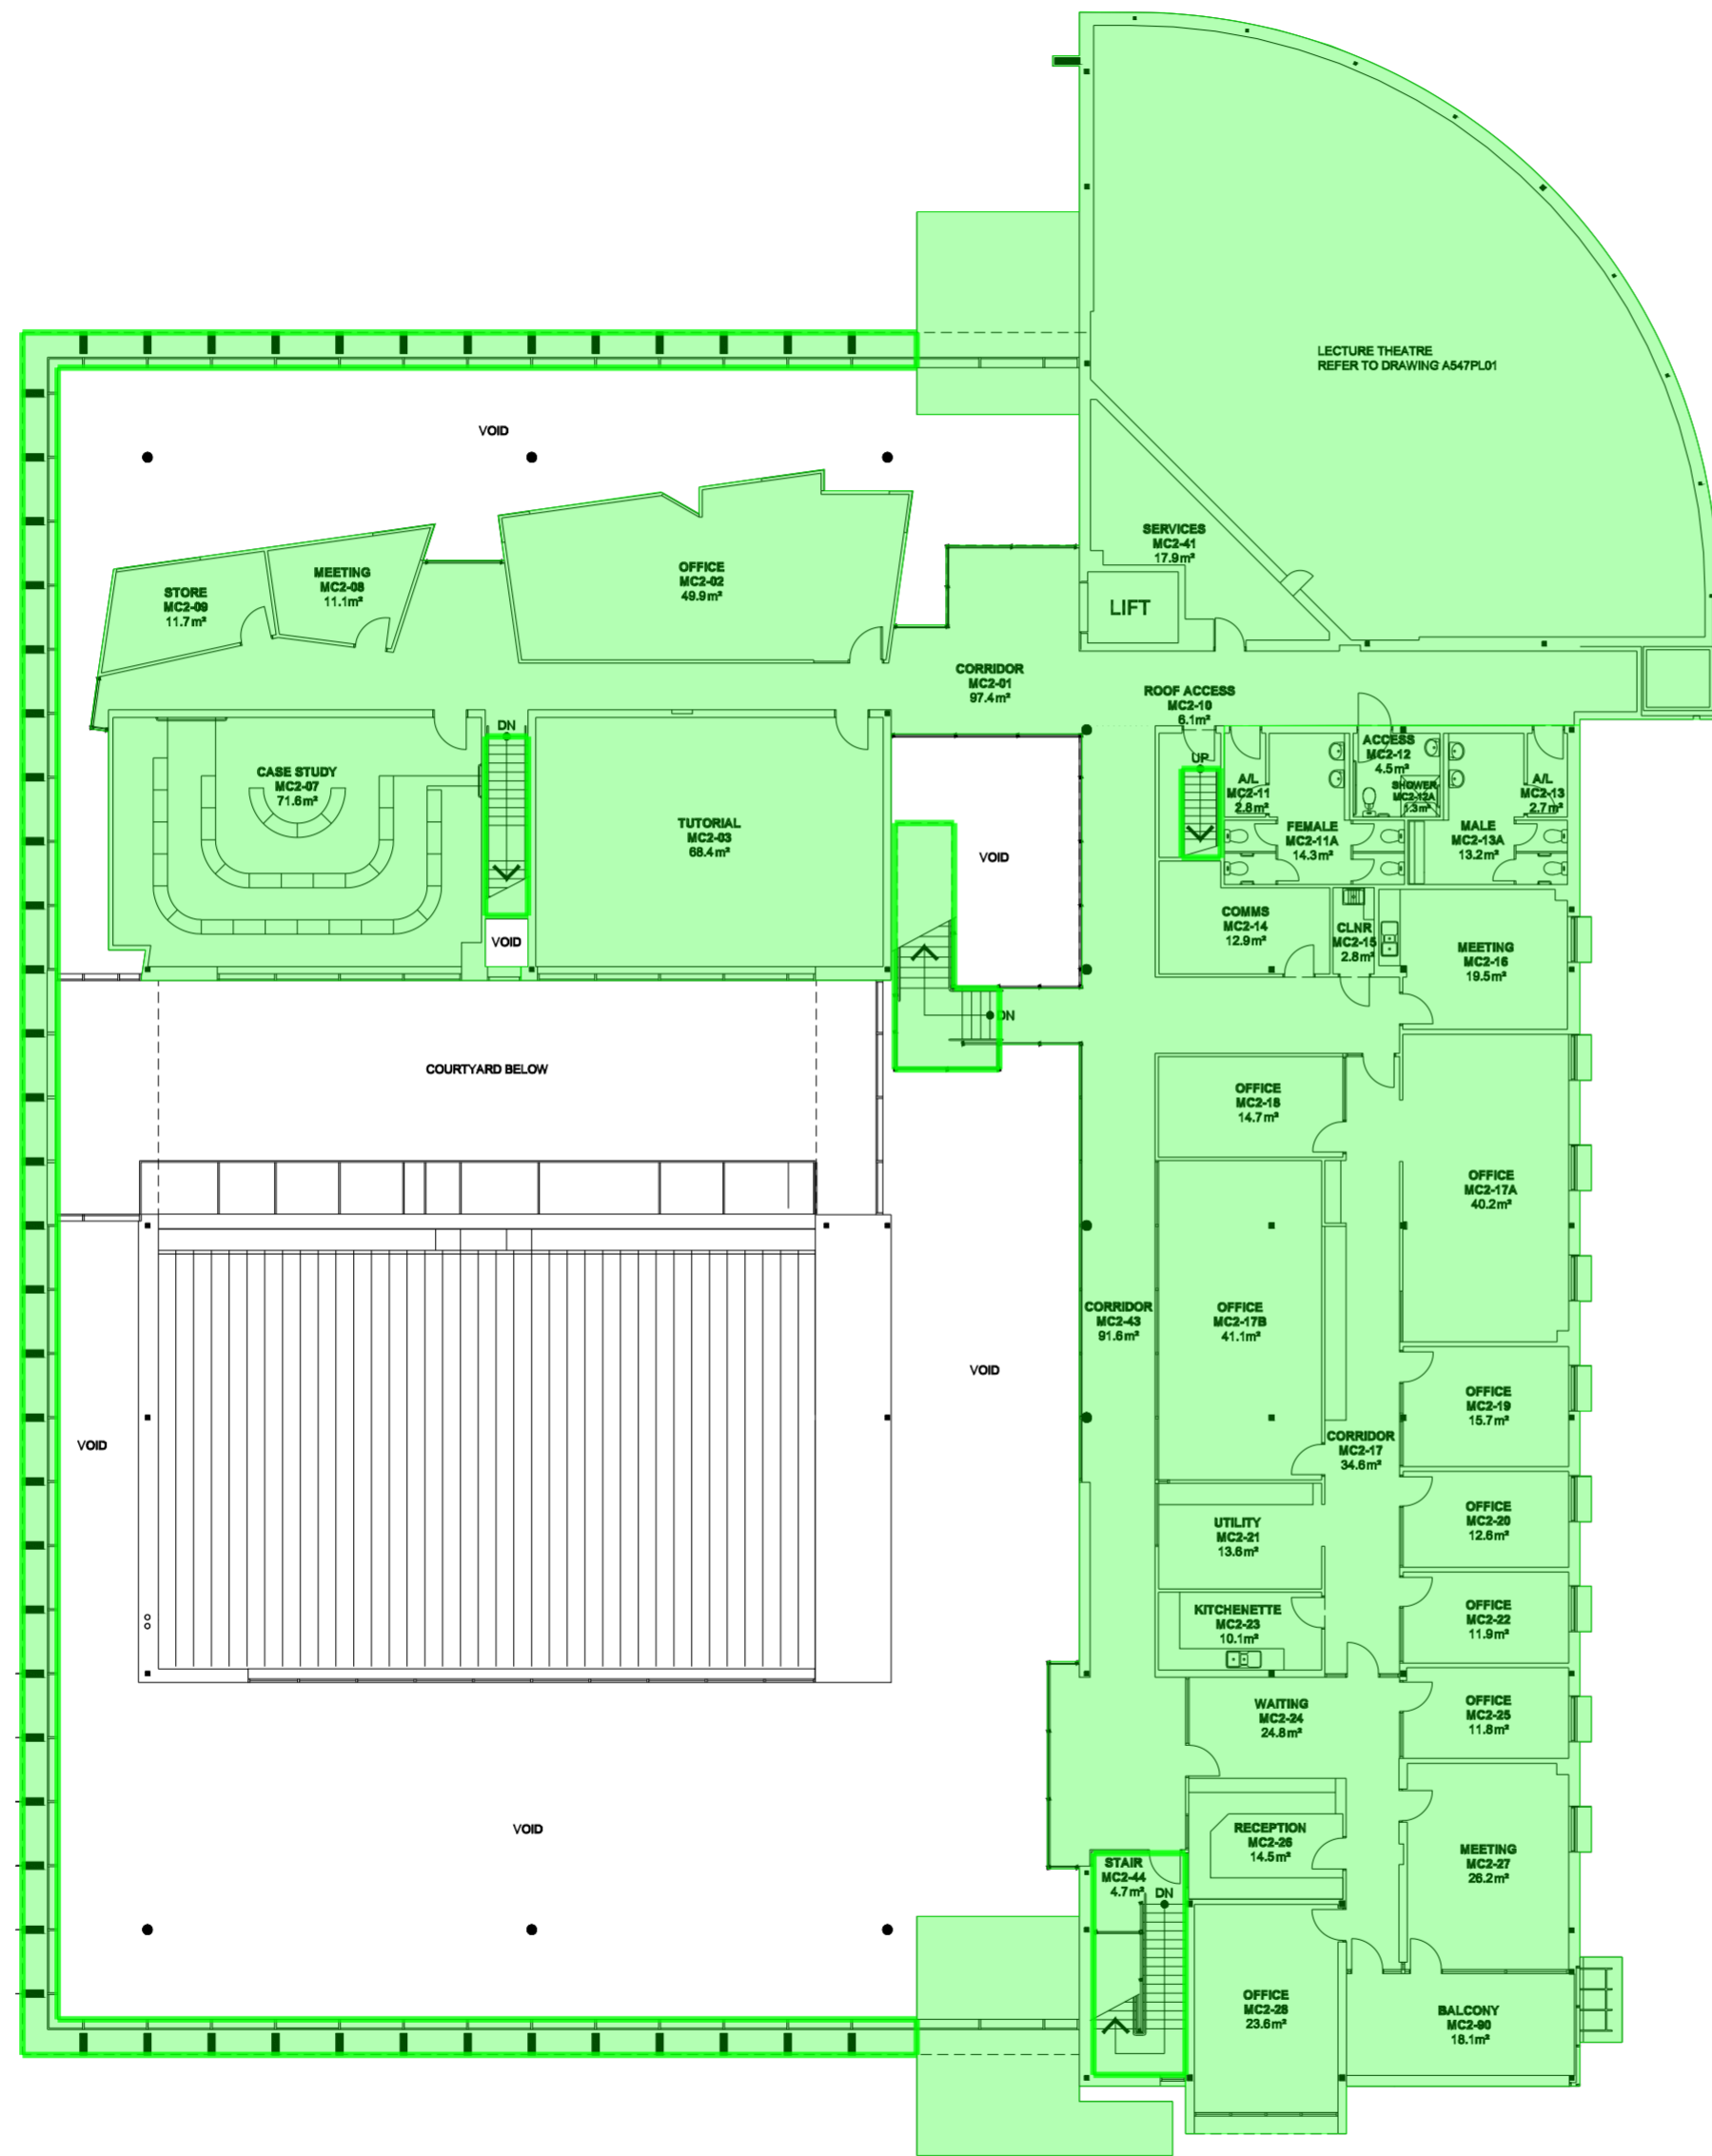 LECTURE THEATRE
REFER TO DRAWING A547PL01
VOID
SERVICES
MC2-41
17.9m²
LIFT
OFFICE
MC2-02
49.9m²
MEETING
MC2-08
11.1m²
STORE
MC2-09
11.7m²
CORRIDOR
MC2-01
97.4m²
ROOF ACCESS
MC2-10
6.1m²
DN
UP
CASE STUDY
MC2-07
71.6m²
TUTORIAL
MC2-03
68.4m²
VOID
VOID
DN
A/L
MC2-11
2.8m²
ACCESS
MC2-12
4.5m²
SHOWER
MC2-12A
1.3m²
A/L
MC2-13
2.7m²
FEMALE
MC2-11A
14.3m²
MALE
MC2-13A
13.2m²
COMMS
MC2-14
12.9m²
CLNR
MC2-15
2.8m²
MEETING
MC2-16
19.5m²
COURTYARD BELOW
OFFICE
MC2-18
14.7m²
OFFICE
MC2-17A
40.2m²
CORRIDOR
MC2-43
91.6m²
OFFICE
MC2-17B
41.1m²
VOID
VOID
OFFICE
MC2-19
15.7m²
CORRIDOR
MC2-17
34.6m²
OFFICE
MC2-20
12.6m²
UTILITY
MC2-21
13.6m²
OFFICE
MC2-22
11.9m²
KITCHENETTE
MC2-23
10.1m²
WAITING
MC2-24
24.8m²
OFFICE
MC2-25
11.8m²
VOID
RECEPTION
MC2-26
14.5m²
MEETING
MC2-27
26.2m²
STAIR
MC2-44
4.7m²
DN
OFFICE
MC2-28
23.6m²
BALCONY
MC2-90
18.1m²